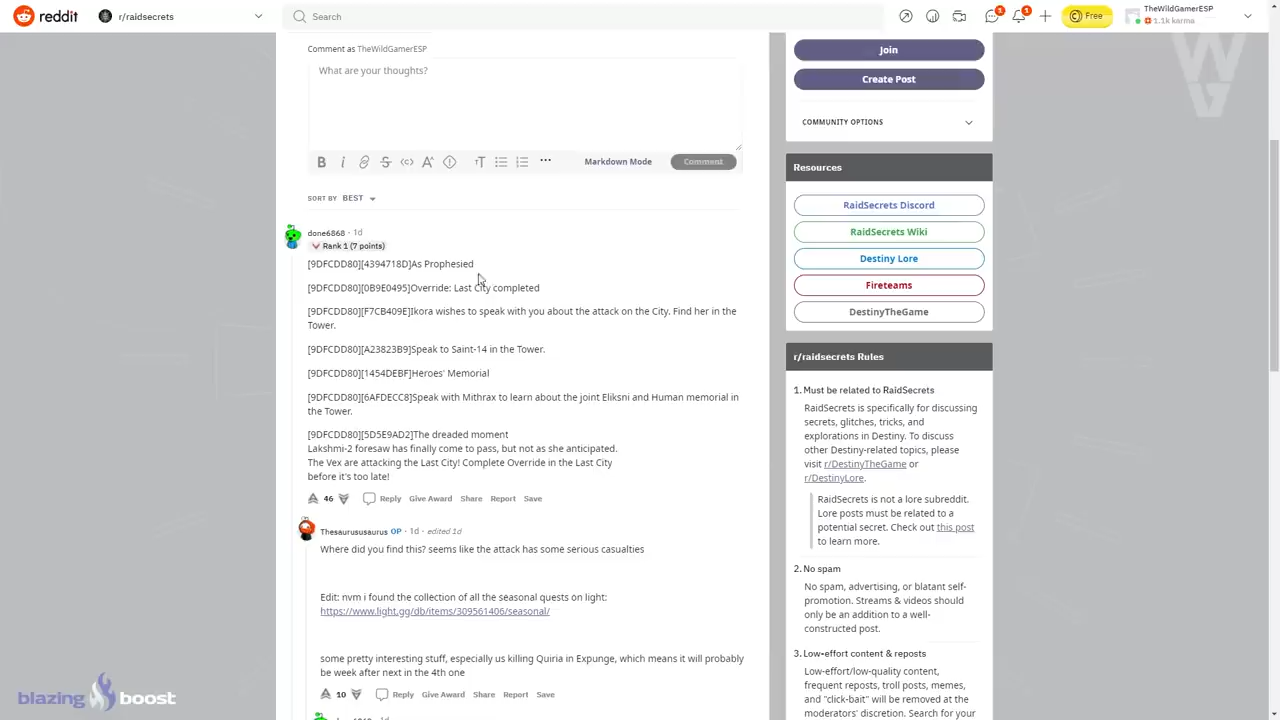 reddit
r/raidsecrets
Search
1
1
Free
TheWildGamerESP
1.1k karma
Comment as TheWildGamerESP
What are your thoughts?
Markdown Mode
Comment
SORT BY BEST
done6868 · 1d
Rank 1 (7 points)
[9DFCDD80][4394718D]As Prophesied
[9DFCDD80][0B9E0495]Override: Last City completed
[9DFCDD80][F7CB409E]Ikora wishes to speak with you about the attack on the City. Find her in the
Tower.
[9DFCDD80][A23823B9]Speak to Saint-14 in the Tower.
[9DFCDD80][1454DEBF]Heroes' Memorial
[9DFCDD80][6AFDECC8]Speak with Mithrax to learn about the joint Eliksni and Human memorial in
the Tower.
[9DFCDD80][5D5E9AD2]The dreaded moment
Lakshmi-2 foresaw has finally come to pass, but not as she anticipated.
The Vex are attacking the Last City! Complete Override in the Last City
before it's too late!
46 Reply Give Award Share Report Save
Thesaurususaurus OP · 1d · edited 1d
Where did you find this? seems like the attack has some serious casualties
Edit: nvm i found the collection of all the seasonal quests on light:
https://www.light.gg/db/items/309561406/seasonal/
some pretty interesting stuff, especially us killing Quiria in Expunge, which means it will probably
be week after next in the 4th one
10 Reply Give Award Share Report Save
Join
Create Post
COMMUNITY OPTIONS
Resources
RaidSecrets Discord
RaidSecrets Wiki
Destiny Lore
Fireteams
DestinyTheGame
r/raidsecrets Rules
1. Must be related to RaidSecrets
RaidSecrets is specifically for discussing
secrets, glitches, tricks, and
explorations in Destiny. To discuss
other Destiny-related topics, please
visit r/DestinyTheGame or
r/DestinyLore.
RaidSecrets is not a lore subreddit.
Lore posts must be related to a
potential secret. Check out this post
to learn more.
2. No spam
No spam, advertising, or blatant self-
promotion. Streams & videos should
only be an addition to a well-
constructed post.
3. Low-effort content & reposts
Low-effort/low-quality content,
frequent reposts, troll posts, memes,
and "click-bait" will be removed at the
moderators' discretion. Search for your
blazing boost